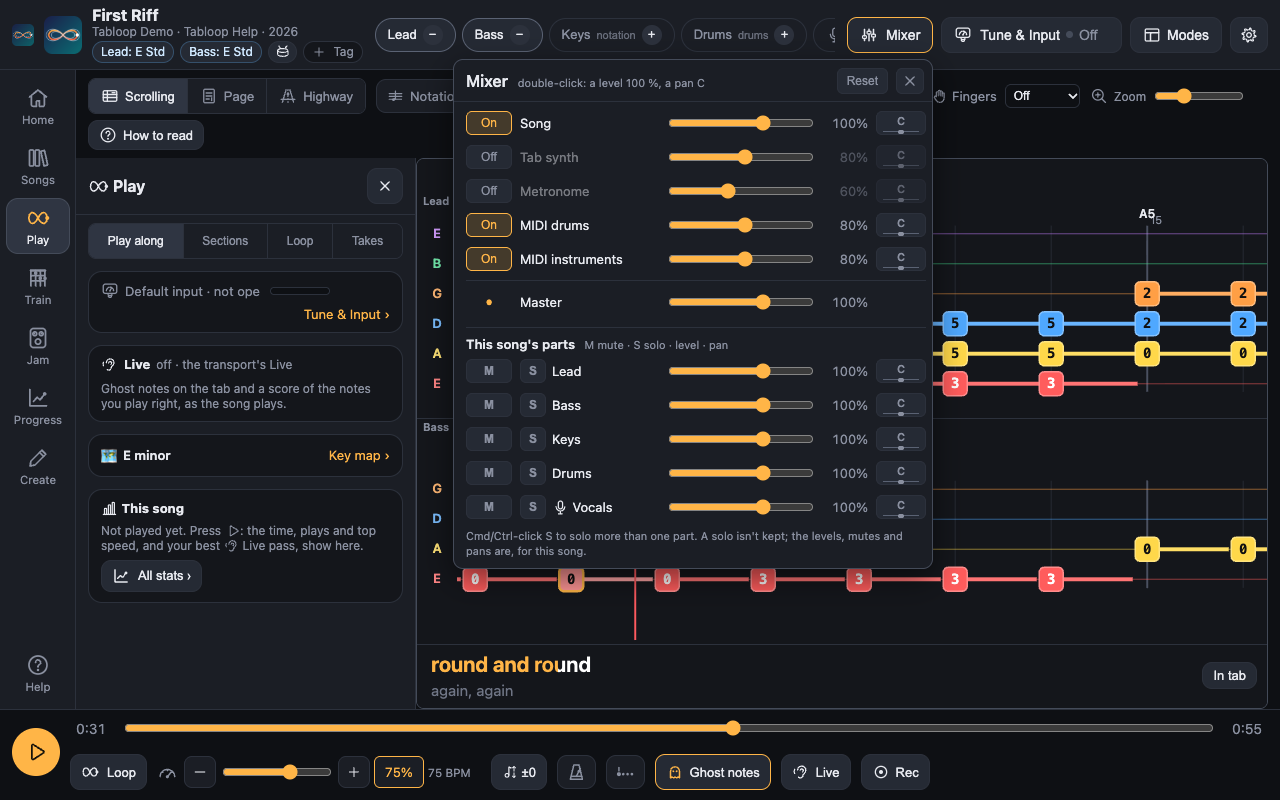 First Riff
Tabloop Demo · Tabloop Help · 2026
Lead: E Std
Bass: E Std
Tag
Lead −
Bass −
Keys notation +
Drums drums +
Mixer
Tune & Input Off
Modes
Home
Songs
Play
Train
Jam
Progress
Create
Help
Scrolling
Page
Highway
Notatio
Fingers
Off
Zoom
How to read
Play
Play along
Sections
Loop
Takes
Default input · not ope
Tune & Input ›
Live off · the transport's Live
Ghost notes on the tab and a score of the notes
you play right, as the song plays.
E minor
Key map ›
This song
Not played yet. Press ▷: the time, plays and top
speed, and your best Live pass, show here.
All stats ›
Mixer double-click: a level 100 %, a pan C
Reset
On Song 100% C
Off Tab synth 80% C
Off Metronome 60% C
On MIDI drums 80% C
On MIDI instruments 80% C
Master 100%
This song's parts M mute · S solo · level · pan
M S Lead 100% C
M S Bass 100% C
M S Keys 100% C
M S Drums 100% C
M S Vocals 100% C
Cmd/Ctrl-click S to solo more than one part. A solo isn't kept; the levels, mutes and
pans are, for this song.
Lead
A5
E
B
G 2 2
D 5 5 2 2
A 5 5 0 0
E 3 3
Bass
G
D
A 0 0
E 0 0 0 3 3 3 3
round and round
again, again
In tab
0:31
0:55
Loop
−
+
75%
75 BPM
±0
Ghost notes
Live
Rec